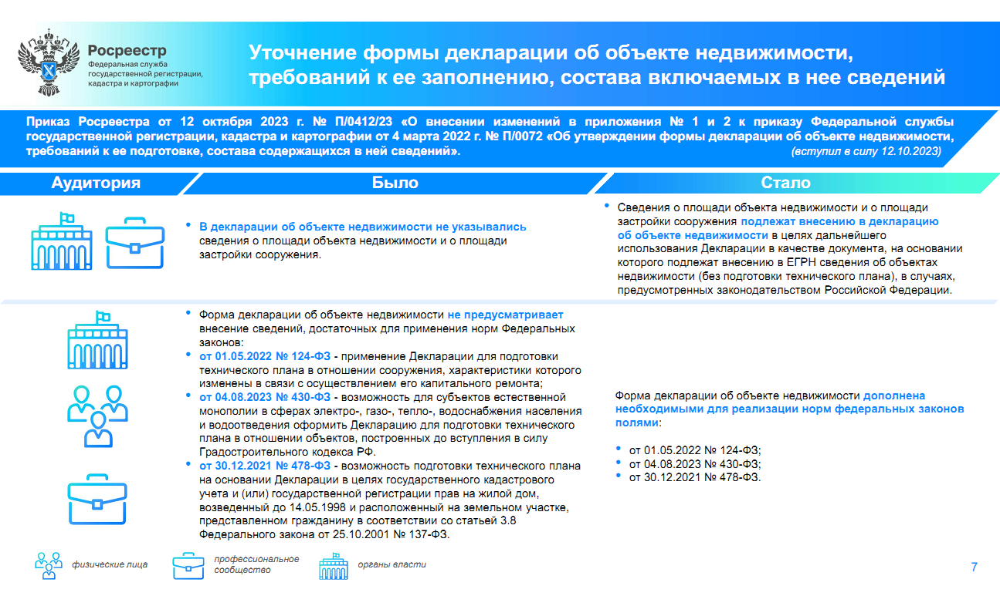 Росреестр
Федеральная служба
государственной регистрации,
кадастра и картографии
Уточнение формы декларации об объекте недвижимости,
требований к ее заполнению, состава включаемых в нее сведений
Приказ Росреестра от 12 октября 2023 г. № П/0412/23 «О внесении изменений в приложения № 1 и 2 к приказу Федеральной службы
государственной регистрации, кадастра и картографии от 4 марта 2022 г. № П/0072 «Об утверждении формы декларации об объекте недвижимости,
требований к ее подготовке, состава содержащихся в ней сведений».
(вступил в силу 12.10.2023)
Аудитория
Было
Стало
• В декларации об объекте недвижимости не указывались
сведения о площади объекта недвижимости и о площади
застройки сооружения.
• Сведения о площади объекта недвижимости и о площади
застройки сооружения подлежат внесению в декларацию
об объекте недвижимости в целях дальнейшего
использования Декларации в качестве документа, на основании
которого подлежат внесению в ЕГРН сведения об объектах
недвижимости (без подготовки технического плана), в случаях,
предусмотренных законодательством Российской Федерации.
• Форма декларации об объекте недвижимости не предусматривает
внесение сведений, достаточных для применения норм Федеральных
законов:
• от 01.05.2022 № 124-ФЗ - применение Декларации для подготовки
технического плана в отношении сооружения, характеристики которого
изменены в связи с осуществлением его капитального ремонта;
• от 04.08.2023 № 430-ФЗ - возможность для субъектов естественной
монополии в сферах электро-, газо-, тепло-, водоснабжения населения
и водоотведения оформить Декларацию для подготовки технического
плана в отношении объектов, построенных до вступления в силу
Градостроительного кодекса РФ.
• от 30.12.2021 № 478-ФЗ - возможность подготовки технического плана
на основании Декларации в целях государственного кадастрового
учета и (или) государственной регистрации прав на жилой дом,
возведенный до 14.05.1998 и расположенный на земельном участке,
представленном гражданину в соответствии со статьей 3.8
Федерального закона от 25.10.2001 № 137-ФЗ.
Форма декларации об объекте недвижимости дополнена
необходимыми для реализации норм федеральных законов
полями:
• от 01.05.2022 № 124-ФЗ;
• от 04.08.2023 № 430-ФЗ;
• от 30.12.2021 № 478-ФЗ.
физические лица
профессиональное
сообщество
органы власти
7